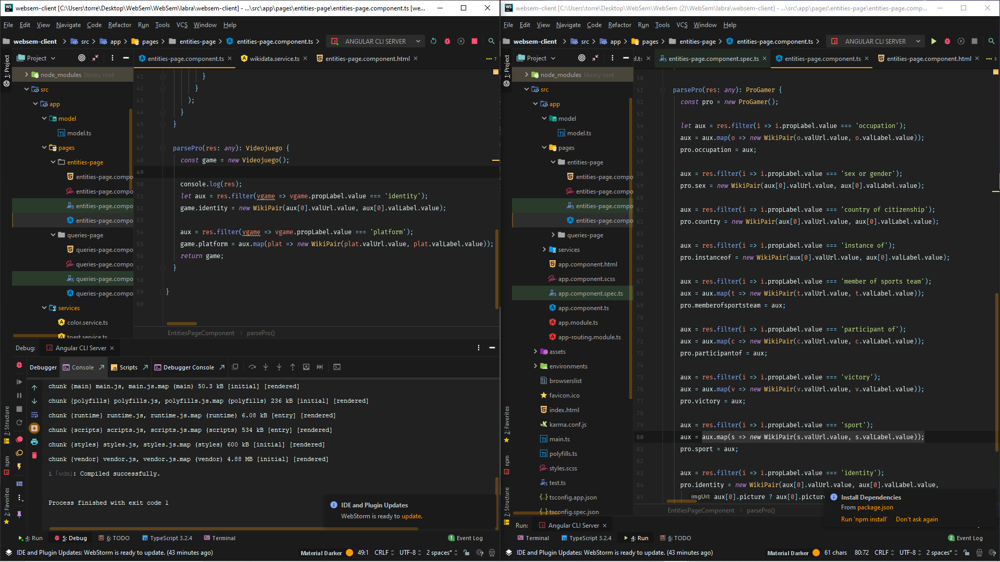 websem-client [C:\Users\torre\Desktop\WebSem\WebSem\labra\websem-client] - ...\src\app\pages\entities-page\entities-page.component.ts [we...
File Edit View Navigate Code Refactor Run Tools VCS Window Help
websem-client src app pages entities-page entities-page.component.ts ANGULAR CLI SERVER
1: Project
Project
entities-page.component.ts
wikidata.service.ts
entities-page.component.html
7
node_modules library root
src
app
model
model.ts
pages
entities-page
entities-page.compo
entities-page.compo
entities-page.compo
entities-page.compo
queries-page
queries-page.compo
queries-page.compo
queries-page.compo
queries-page.compo
services
color.service.ts
toast.service.ts
41 }
42 }
43 );
44 }
45 }
46
47 parsePro(res: any): Videojuego {
48 const game = new Videojuego();
49
50 console.log(res);
51 let aux = res.filter(vgame => vgame.propLabel.value === 'identity');
52 game.identity = new WikiPair(aux[0].valUrl.value, aux[0].valLabel.value);
53
54 aux = res.filter(vgame => vgame.propLabel.value === 'platform');
55 game.platform = aux.map(plat => new WikiPair(plat.valUrl.value, plat.valLabel.value));
56 return game;
57 }
58
59 }
60
EntitiesPageComponent > parsePro()
Debug: Angular CLI Server
Debugger Console Scripts Debugger Console
chunk {main} main.js, main.js.map (main) 50.3 kB [initial] [rendered]
chunk {polyfills} polyfills.js, polyfills.js.map (polyfills) 236 kB [initial] [rendered]
chunk {runtime} runtime.js, runtime.js.map (runtime) 6.08 kB [entry] [rendered]
chunk {scripts} scripts.js, scripts.js.map (scripts) 534 kB [entry] [rendered]
chunk {styles} styles.js, styles.js.map (styles) 600 kB [initial] [rendered]
chunk {vendor} vendor.js, vendor.js.map (vendor) 4.88 MB [initial] [rendered]
i ｢wdm｣: Compiled successfully.
Process finished with exit code 1
IDE and Plugin Updates
WebStorm is ready to update.
7: Structure
npm
2: Favorites
4: Run 5: Debug 6: TODO TypeScript 3.2.4 Terminal 1 Event Log
IDE and Plugin Updates: WebStorm is ready to update. (43 minutes ago) Material Darker 49:1 CRLF UTF-8 2 spaces*
websem-client [C:\Users\torre\Desktop\WebSem\WebSem (2)\WebSem\labra\websem-client] - ...\src\app\pages\entities-page\entities-page.comp...
File Edit View Navigate Code Refactor Run Tools VCS Window Help
websem-client src app pages entities-page entities-page.component.ts ANGULAR CLI SERVER
1: Project
Project
l.ts
entities-page.component.spec.ts
entities-page.component.ts
entities-page.component.html
3
node_modules library root
src
app
model
model.ts
pages
entities-page
entities-page.compo
entities-page.compo
entities-page.compo
entities-page.compo
queries-page
services
app.component.html
app.component.scss
app.component.spec.ts
app.component.ts
app.module.ts
app-routing.module.ts
assets
environments
browserslist
favicon.ico
index.html
karma.conf.js
main.ts
polyfills.ts
styles.scss
test.ts
tsconfig.app.json
tsconfig.spec.json
50
51 parsePro(res: any): ProGamer {
52 const pro = new ProGamer();
53
54 let aux = res.filter(i => i.propLabel.value === 'occupation');
55 aux = aux.map(o => new WikiPair(o.valUrl.value, o.valLabel.value));
56 pro.occupation = aux;
57
58 aux = res.filter(i => i.propLabel.value === 'sex or gender');
59 pro.sex = new WikiPair(aux[0].valUrl.value, aux[0].valLabel.value);
60
61 aux = res.filter(i => i.propLabel.value === 'country of citizenship');
62 pro.country = new WikiPair(aux[0].valUrl.value, aux[0].valLabel.value);
63
64 aux = res.filter(i => i.propLabel.value === 'instance of');
65 pro.instanceof = new WikiPair(aux[0].valUrl.value, aux[0].valLabel.value);
66
67 aux = res.filter(i => i.propLabel.value === 'member of sports team');
68 aux = aux.map(t => new WikiPair(t.valUrl.value, t.valLabel.value));
69 pro.memberofsportsteam = aux;
70
71 aux = res.filter(i => i.propLabel.value === 'participant of');
72 aux = aux.map(c => new WikiPair(c.valUrl.value, c.valLabel.value));
73 pro.participantof = aux;
74
75 aux = res.filter(i => i.propLabel.value === 'victory');
76 aux = aux.map(v => new WikiPair(v.valUrl.value, v.valLabel.value));
77 pro.victory = aux;
78
79 aux = res.filter(i => i.propLabel.value === 'sport');
80 aux = aux.map(s => new WikiPair(s.valUrl.value, s.valLabel.value));
81 pro.sport = aux;
82
83 aux = res.filter(i => i.propLabel.value === 'identity');
84 pro.identity = new WikiPair(aux[0].valUrl.value, aux[0].valLabel.value,
85 imgUrl: aux[0].picture ? aux[0].picture
EntitiesPageComponent > parsePro()
Install Dependencies
From package.json
Run 'npm install' Don't ask again
2: Favorites
npm
7: Structure
Run: Angular CLI Server
Terminal TypeScript 3.2.4 4: Run 6: TODO 2 Event Log
IDE and Plugin Updates: WebStorm is ready to update. (43 minutes ago) Material Darker 61 chars 80:72 CRLF UTF-8 2 spaces*